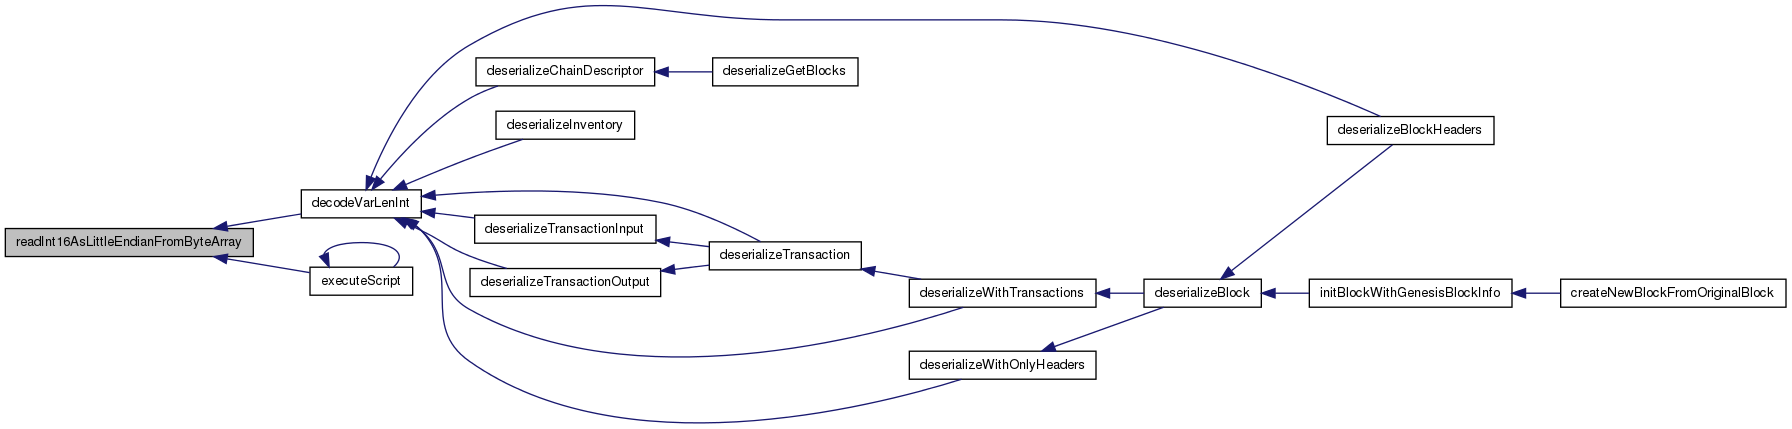 deserializeChainDescriptor
deserializeGetBlocks
deserializeInventory
deserializeBlockHeaders
decodeVarLenInt
deserializeTransactionInput
readInt16AsLittleEndianFromByteArray
deserializeTransaction
executeScript
deserializeTransactionOutput
deserializeWithTransactions
deserializeBlock
initBlockWithGenesisBlockInfo
createNewBlockFromOriginalBlock
deserializeWithOnlyHeaders